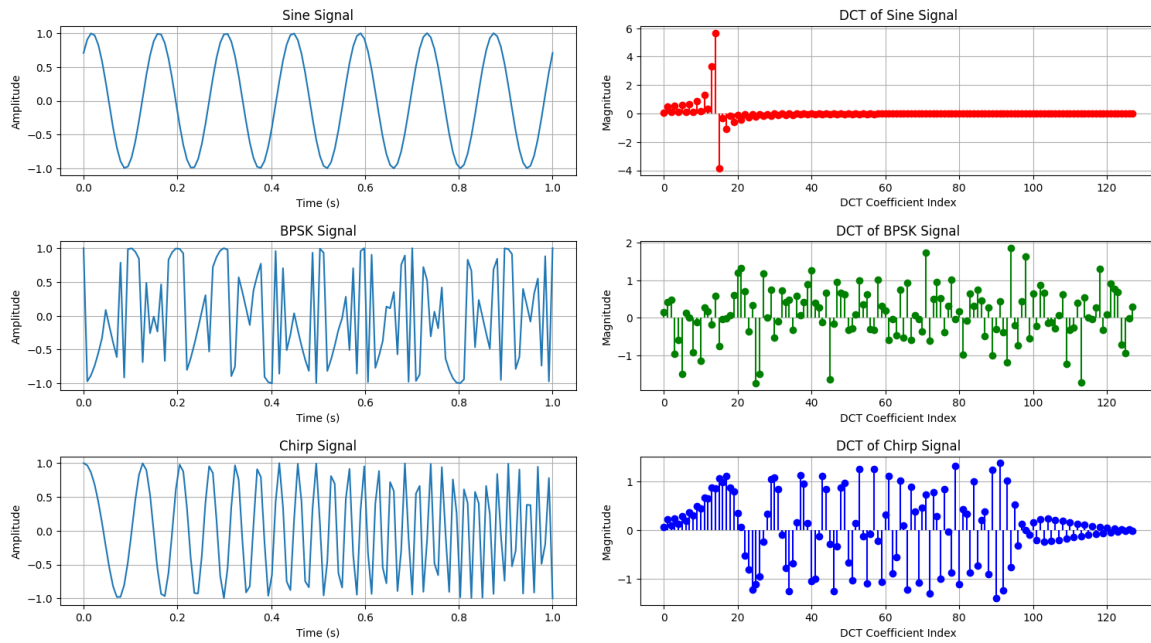 Sine Signal
1.0
0.5
0.0
−0.5
−1.0
Amplitude
0.0 0.2 0.4 0.6 0.8 1.0
Time (s)
DCT of Sine Signal
6
4
2
0
−2
−4
Magnitude
0 20 40 60 80 100 120
DCT Coefficient Index
BPSK Signal
1.0
0.5
0.0
−0.5
−1.0
Amplitude
0.0 0.2 0.4 0.6 0.8 1.0
Time (s)
DCT of BPSK Signal
2
1
0
−1
Magnitude
0 20 40 60 80 100 120
DCT Coefficient Index
Chirp Signal
1.0
0.5
0.0
−0.5
−1.0
Amplitude
0.0 0.2 0.4 0.6 0.8 1.0
Time (s)
DCT of Chirp Signal
1
0
−1
Magnitude
0 20 40 60 80 100 120
DCT Coefficient Index